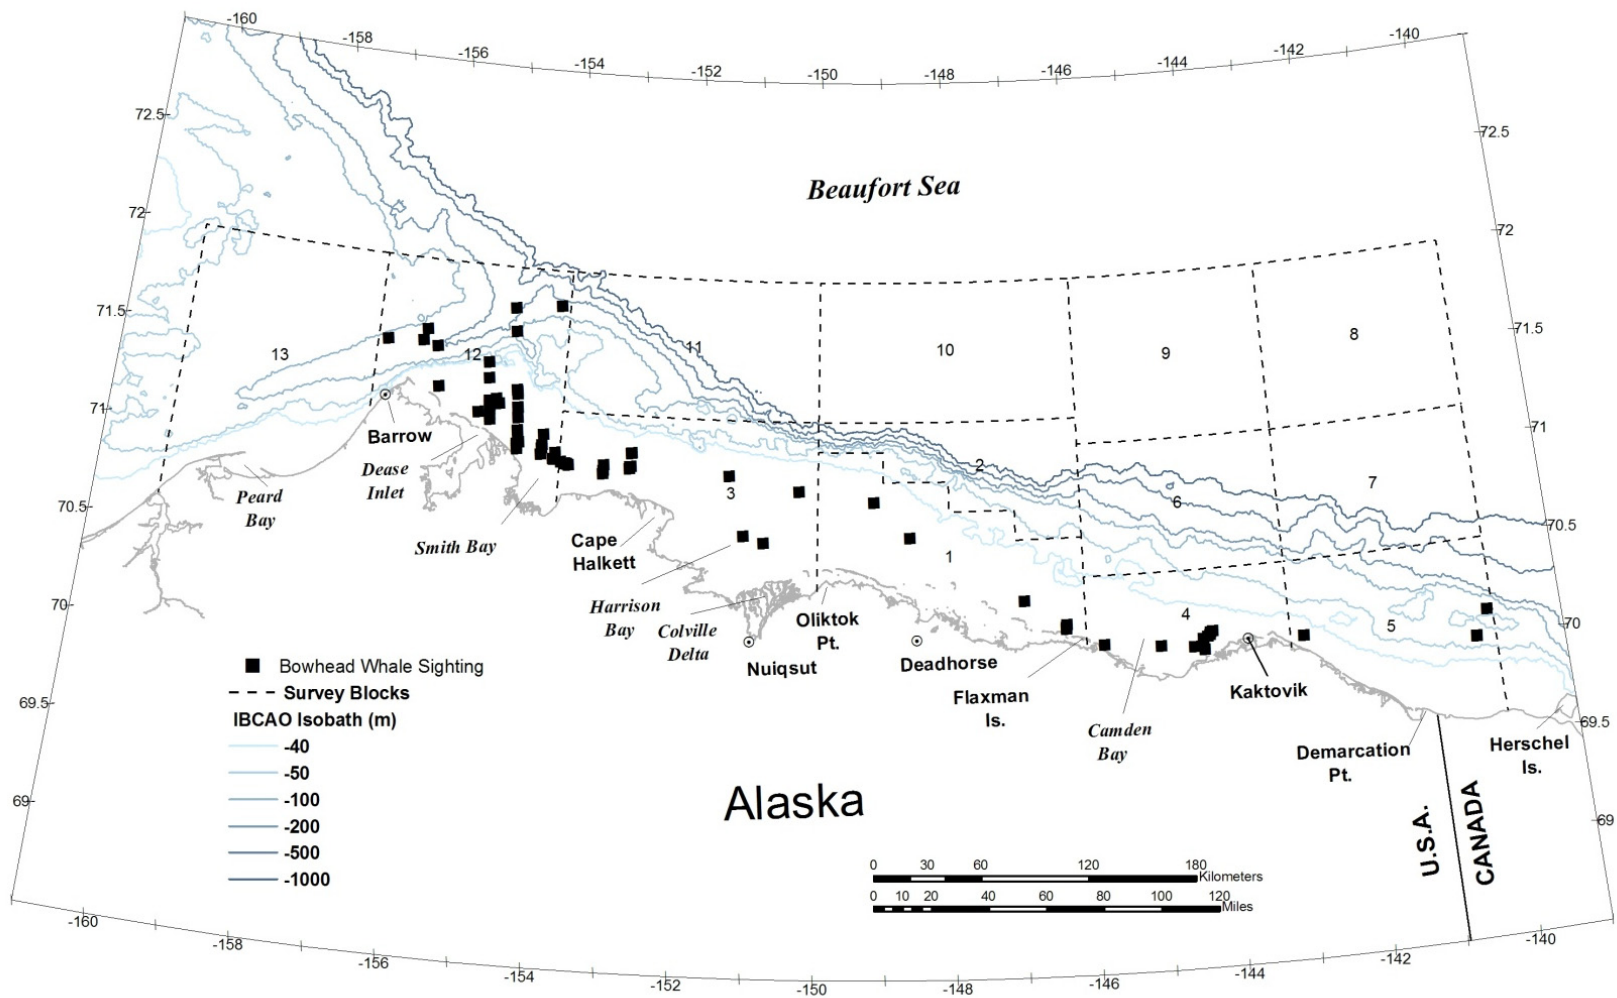 -160
-158
-156
-154
-152
-150
-148
-146
-144
-142
-140
72.5
72.5
Beaufort Sea
72
72
71.5
71.5
13
12
11
10
9
8
71
71
Barrow
Dease
Inlet
Peard
Bay
Smith Bay
Cape
Halkett
3
2
1
6
7
70.5
70.5
Harrison
Bay
Colville
Delta
Nuiqsut
Oliktok
Pt.
Deadhorse
Flaxman
Is.
4
5
70
70
Camden
Bay
Kaktovik
Demarcation
Pt.
Herschel
Is.
69.5
69.5
Bowhead Whale Sighting
Survey Blocks
IBCAO Isobath (m)
-40
-50
-100
-200
-500
-1000
Alaska
U.S.A.
CANADA
69
69
0 30 60 120 180
Kilometers
0 10 20 40 60 80 100 120
Miles
-160
-158
-156
-154
-152
-150
-148
-146
-144
-142
-140